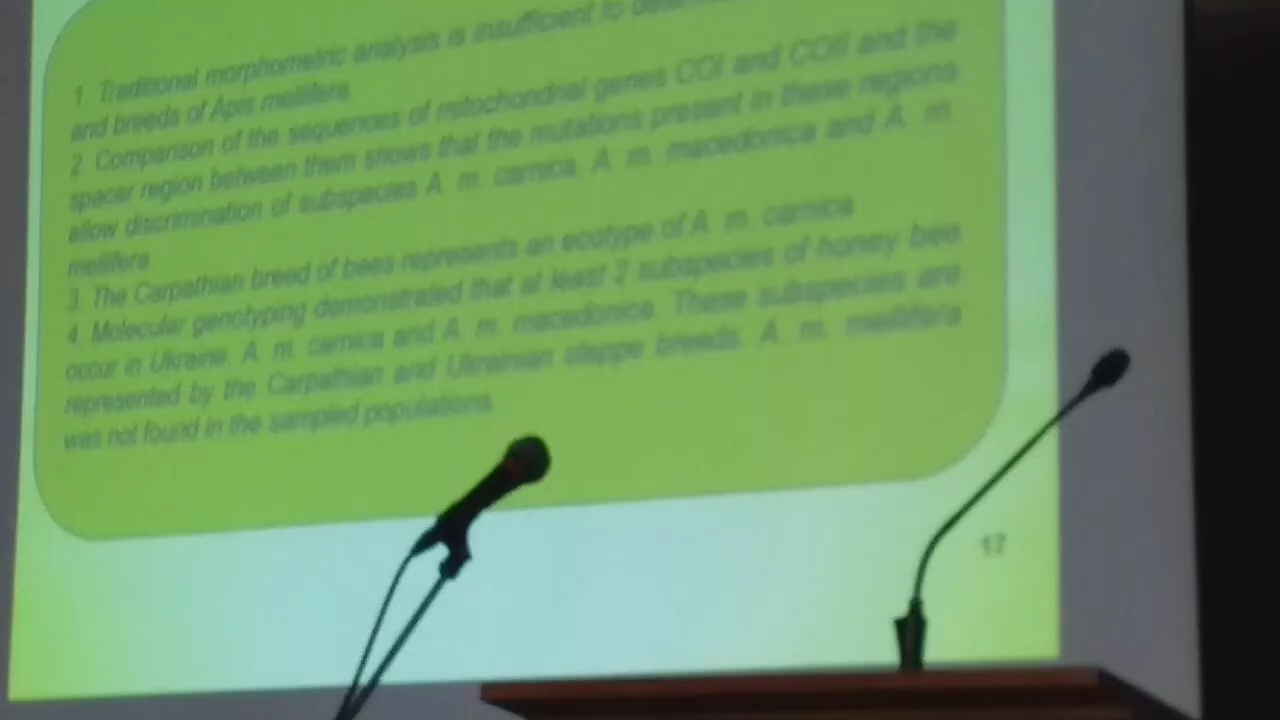 1. Traditional morphometric analysis is insufficient to
and breeds of Apis mellifera
2. Comparison of the sequences of mitochondrial genes COI and COII and the
spacer region between them shows that the mutations present in these regions
allow discrimination of subspecies A. m. carnica, A. m. macedonica and A. m.
mellifera
3. The Carpathian breed of bees represents an ecotype of A. m. carnica
4. Molecular genotyping demonstrated that at least 2 subspecies of honey bee
occur in Ukraine, A. m. carnica and A. m. macedonica. These subspecies are
represented by the Carpathian and Ukrainian steppe breeds. A. m. mellifera
was not found in the sampled populations.
17